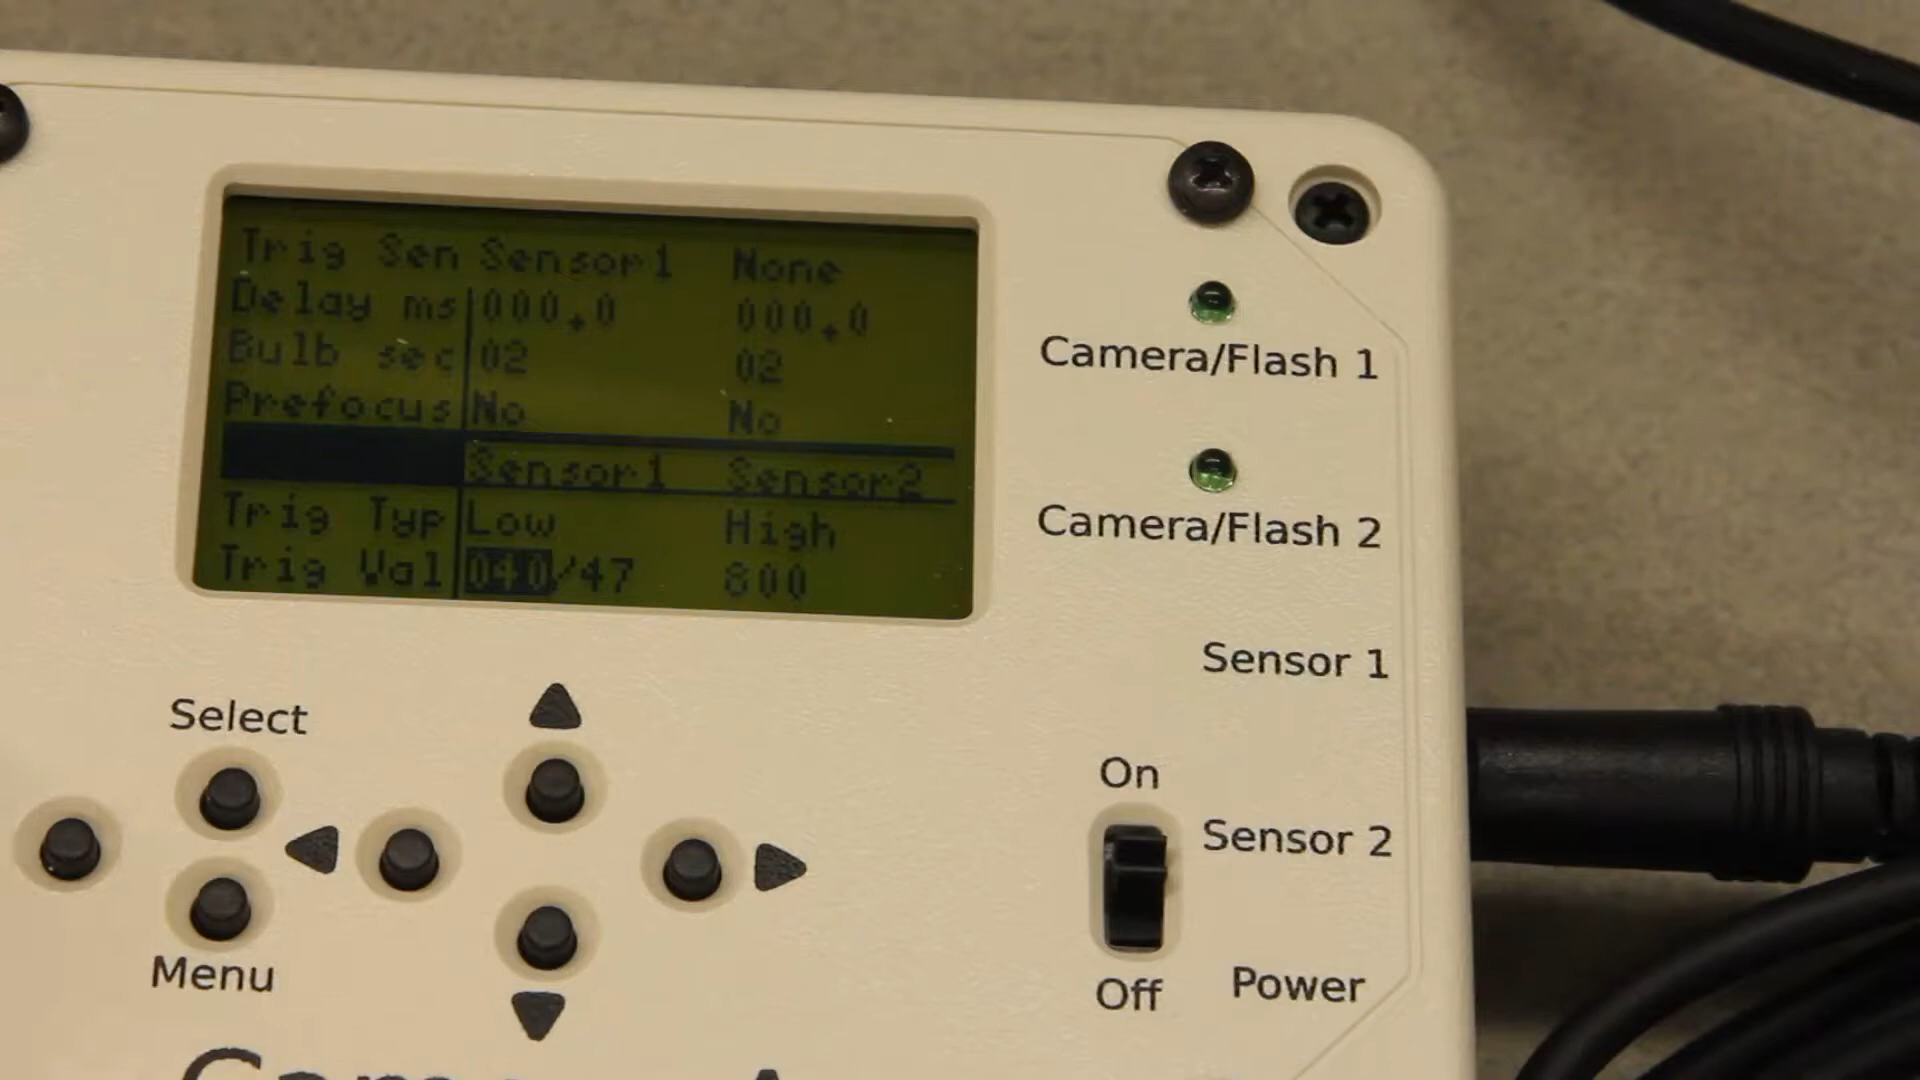 Trig Sen Sensor1 None
Delay ms 000.0 000.0
Bulb sec 02 02
Prefocus No No
Sensor1 Sensor2
Trig Typ Low High
Trig Val 040/47 800
Camera/Flash 1
Camera/Flash 2
Sensor 1
Select
On
Sensor 2
Menu
Off
Power